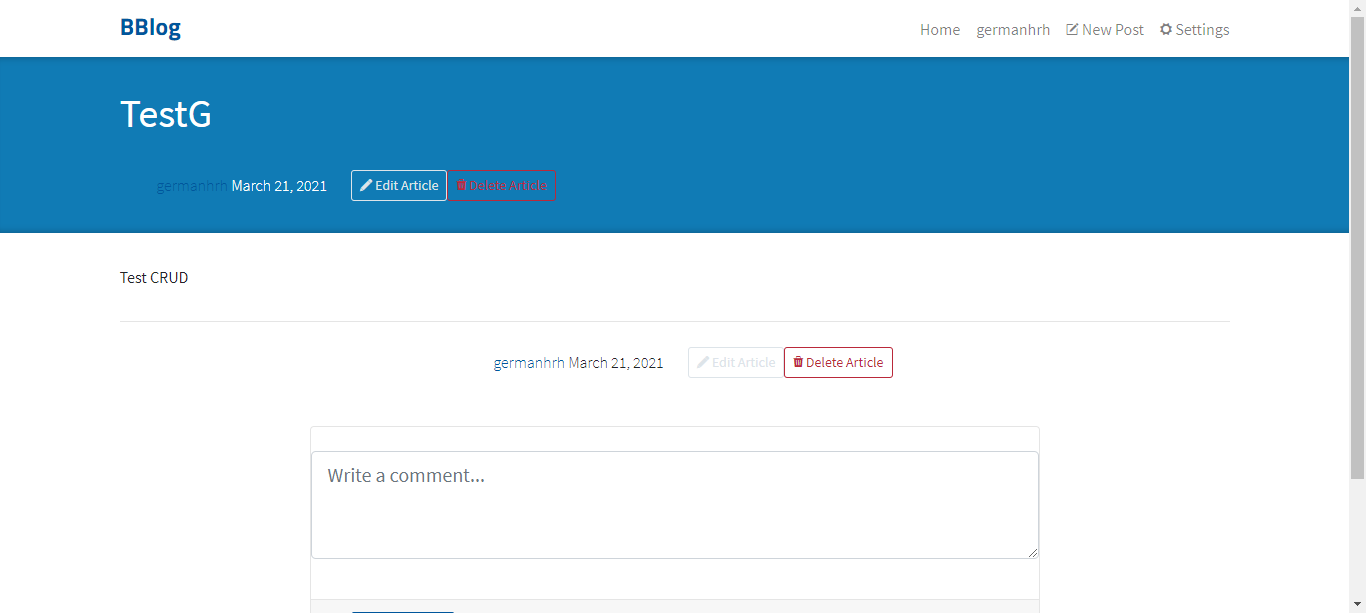 BBlog
Home germanhrh New Post Settings
TestG
germanhrh March 21, 2021 Edit Article Delete Article
Test CRUD
germanhrh March 21, 2021 Edit Article Delete Article
Write a comment...